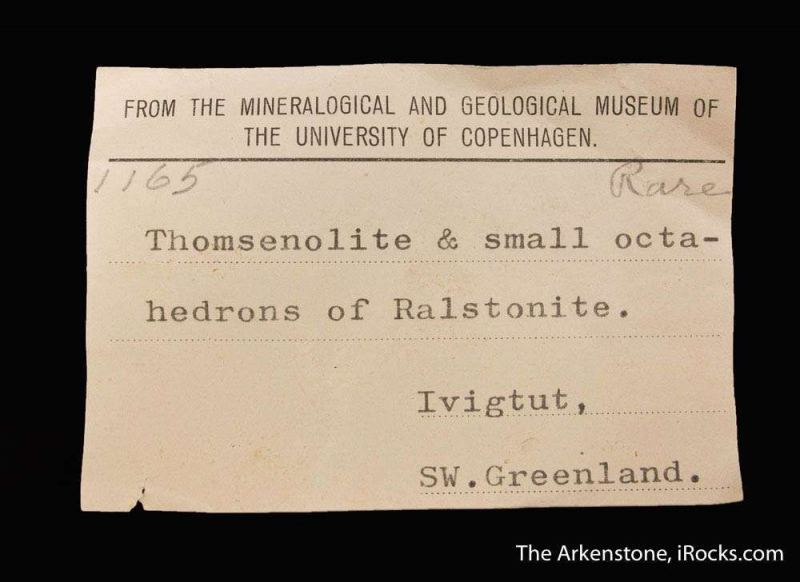 FROM THE MINERALOGICAL AND GEOLOGICAL MUSEUM OF
THE UNIVERSITY OF COPENHAGEN.
1165 Rare
Thomsenolite & small octa-
hedrons of Ralstonite.
Ivigtut,
SW.Greenland.
The Arkenstone, iRocks.com